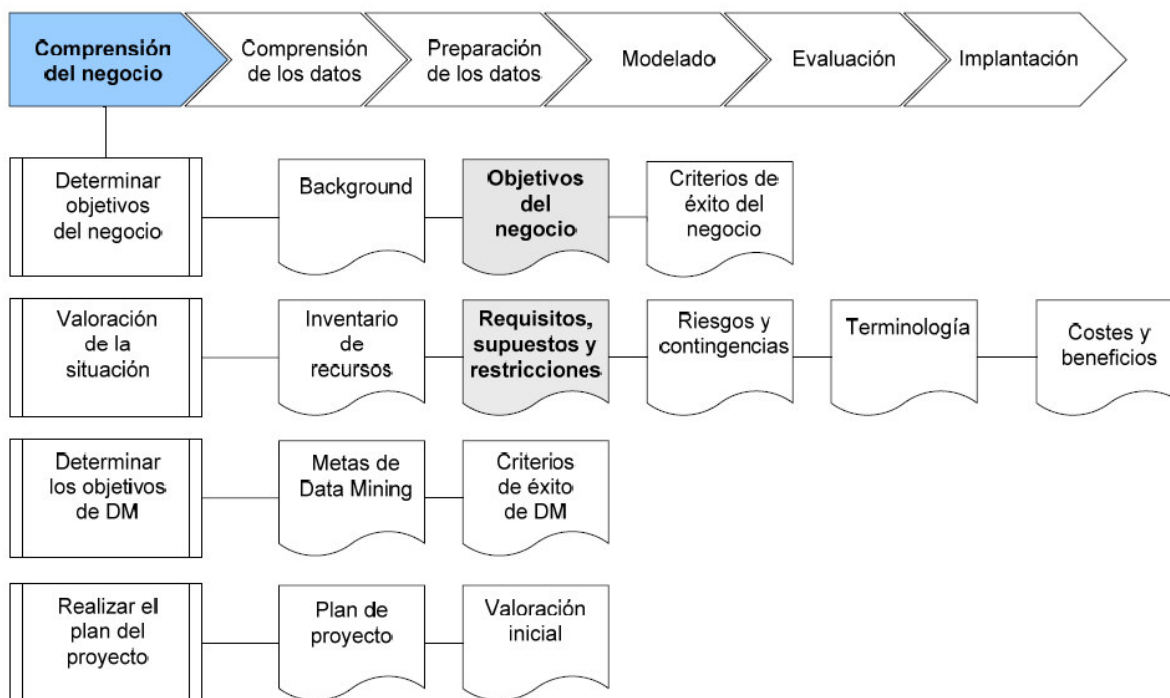 Comprensión
del negocio
Comprensión
de los datos
Preparación
de los datos
Modelado
Evaluación
Implantación
Determinar
objetivos
del negocio
Background
Objetivos
del
negocio
Criterios de
éxito del
negocio
Valoración
de la
situación
Inventario
de
recursos
Requisitos,
supuestos y
restricciones
Riesgos y
contingencias
Terminología
Costes y
beneficios
Determinar
los objetivos
de DM
Metas de
Data Mining
Criterios
de éxito
de DM
Realizar el
plan del
proyecto
Plan de
proyecto
Valoración
inicial